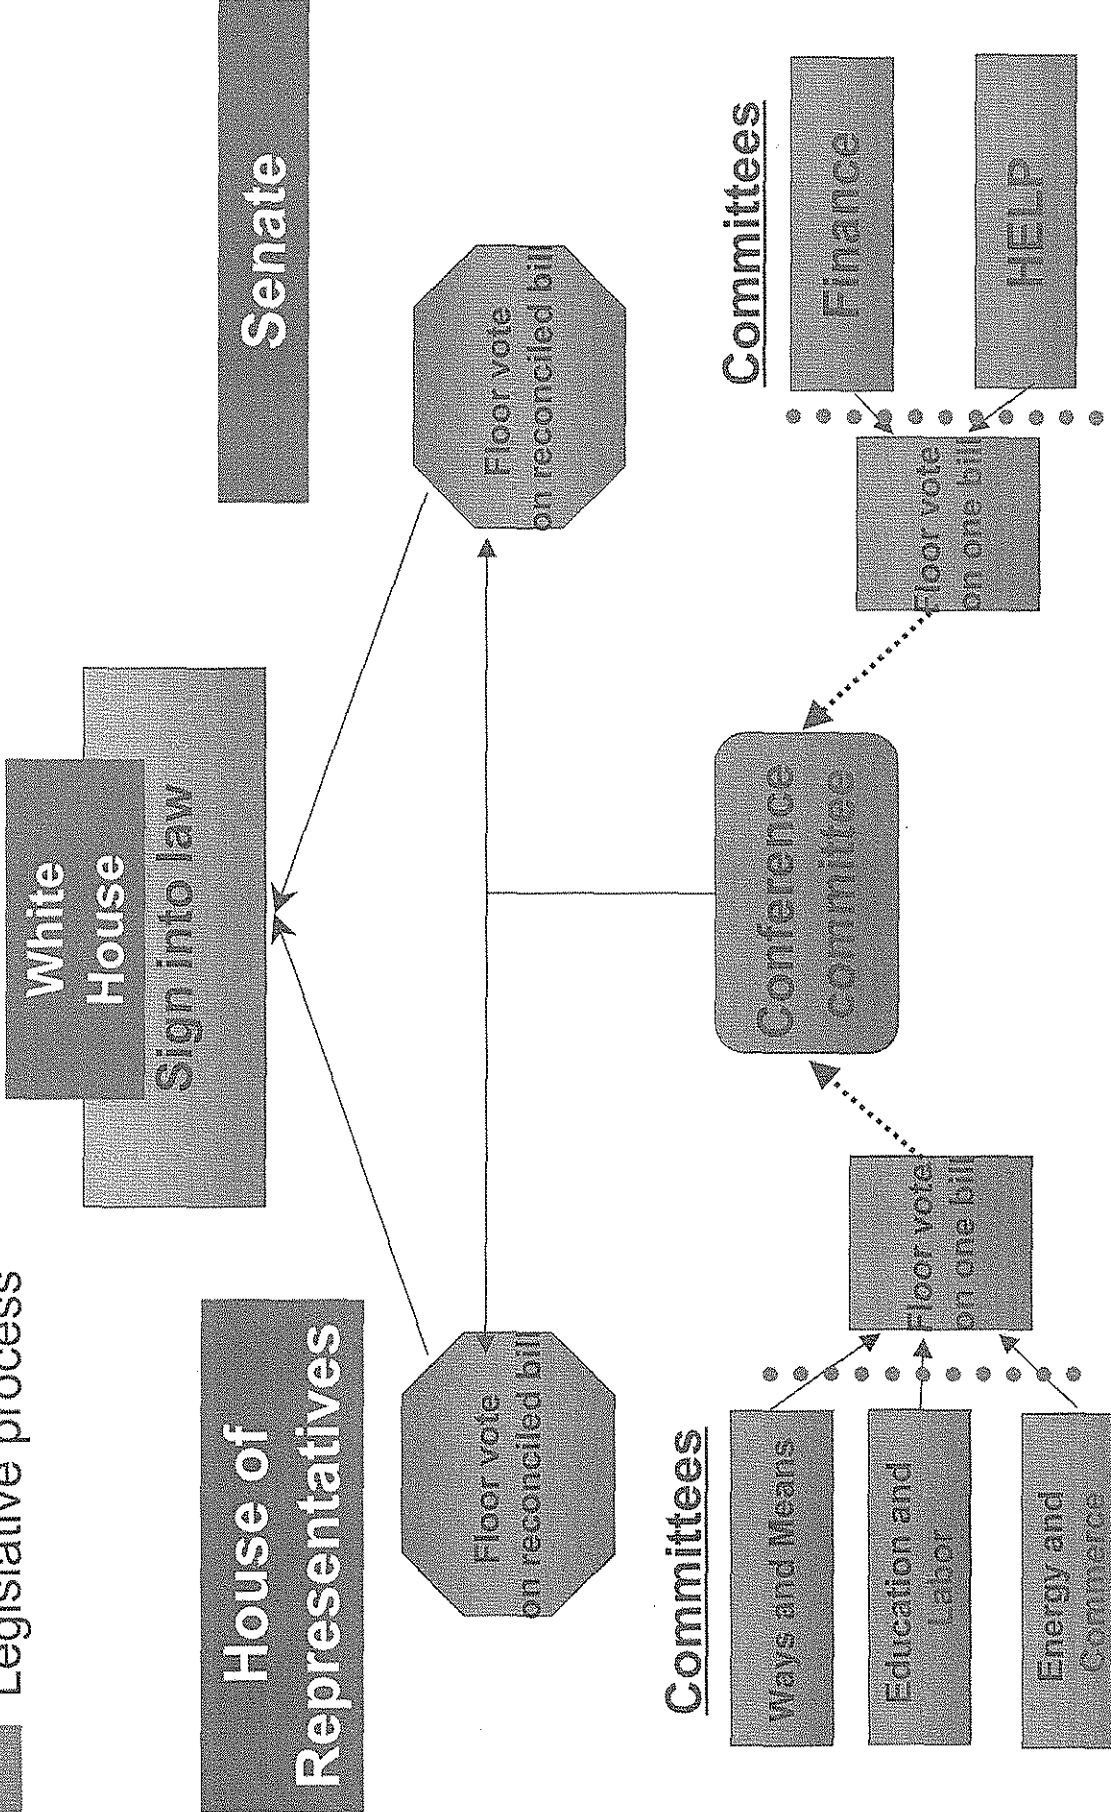 Legislative process
White
House
Sign into law
House of
Representatives
Senate
Floor vote
on reconciled bill
Floor vote
on reconciled bill
Conference
committee
Committees
Ways and Means
Education and
Labor
Energy and
Commerce
Floor vote
on one bill
Committees
Finance
HELP
Floor vote
on one bill